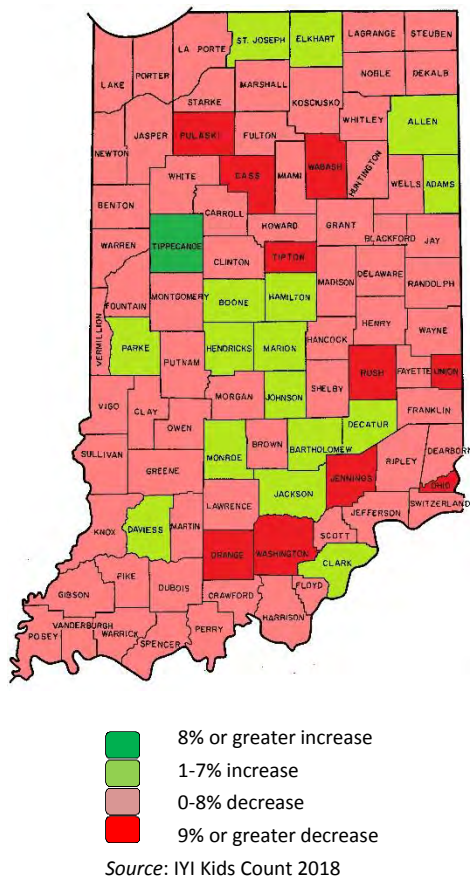 ST. JOSEPH
ELKHART
LAGRANGE
STEUBEN
LA PORTE
PORTER
LAKE
NOBLE
DEKALB
MARSHALL
STARKE
KOSCIUSKO
WHITLEY
ALLEN
JASPER
PULASKI
FULTON
NEWTON
WABASH
HUNTINGTON
CASS
MIAMI
WHITE
WELLS
ADAMS
BENTON
CARROLL
GRANT
HOWARD
BLACKFORD
JAY
WARREN
TIPPECANOE
CLINTON
TIPTON
DELAWARE
MADISON
RANDOLPH
FOUNTAIN
MONTGOMERY
BOONE
HAMILTON
VERMILLION
HENRY
WAYNE
PARKE
HENDRICKS
MARION
HANCOCK
PUTNAM
RUSH
FAYETTE
UNION
SHELBY
MORGAN
JOHNSON
VIGO
CLAY
FRANKLIN
OWEN
DECATUR
BROWN
BARTHOLOMEW
SULLIVAN
MONROE
RIPLEY
DEARBORN
GREENE
JENNINGS
OHIO
JACKSON
SWITZERLAND
LAWRENCE
JEFFERSON
KNOX
DAVIESS
MARTIN
SCOTT
ORANGE
WASHINGTON
CLARK
PIKE
DUBOIS
FLOYD
GIBSON
CRAWFORD
HARRISON
VANDERBURGH
POSEY
WARRICK
SPENCER
PERRY
8% or greater increase
1-7% increase
0-8% decrease
9% or greater decrease
Source: IYI Kids Count 2018